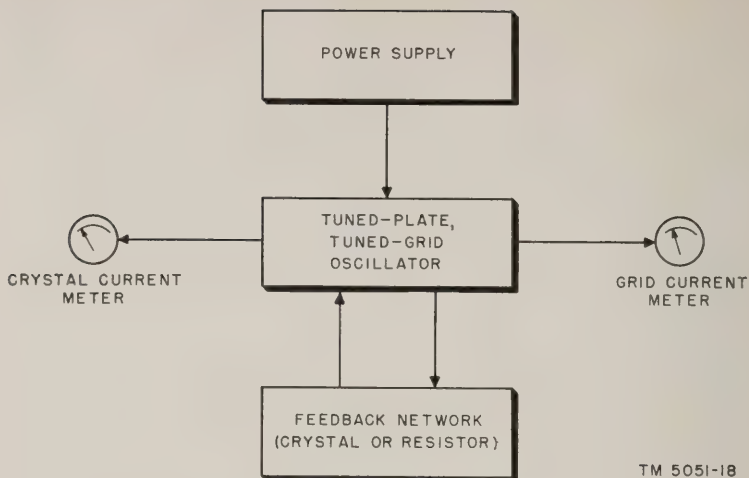 POWER SUPPLY
TUNED-PLATE,
TUNED-GRID
OSCILLATOR
CRYSTAL CURRENT
METER
GRID CURRENT
METER
FEEDBACK NETWORK
(CRYSTAL OR RESISTOR)
TM 5051-18